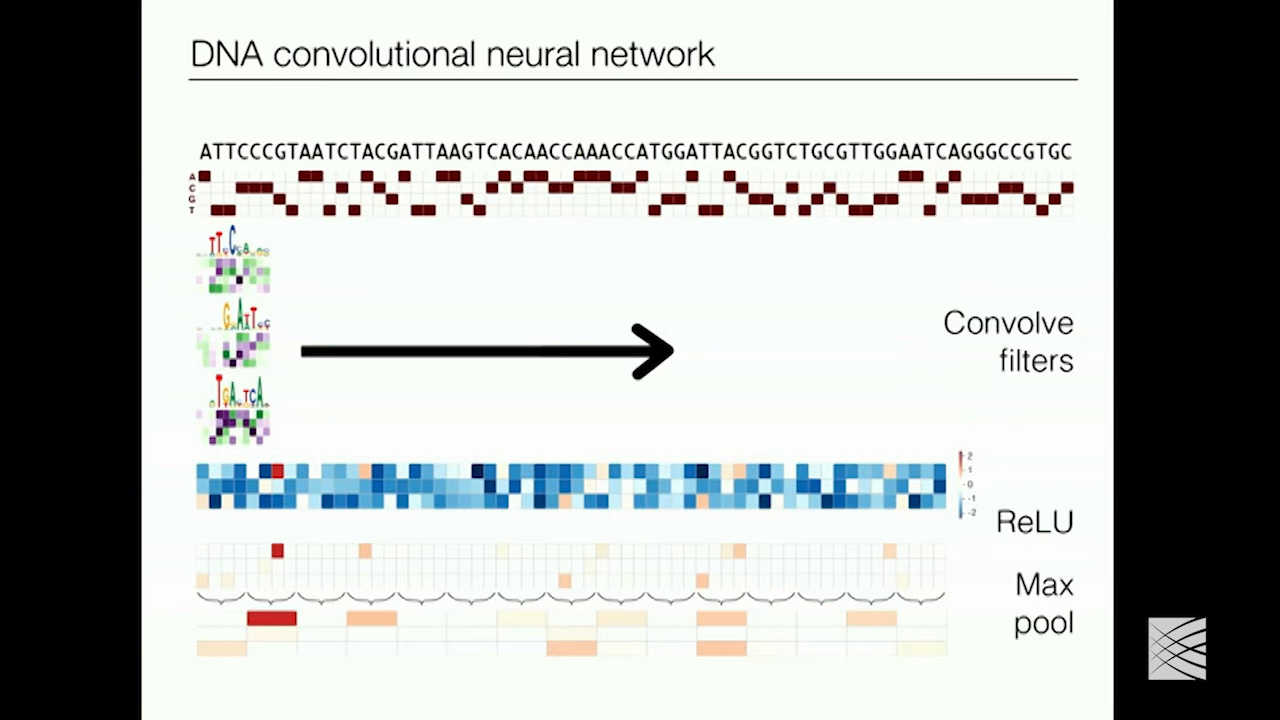 DNA convolutional neural network
ATTCCCGTAATCTACGATTAAGTCACAACCAAACCATGGATTACGGTCTGCGTTGGAATCAGGGCCGTGC
A
C
G
T
Convolve
filters
2
1
0
-1
-2
ReLU
Max
pool